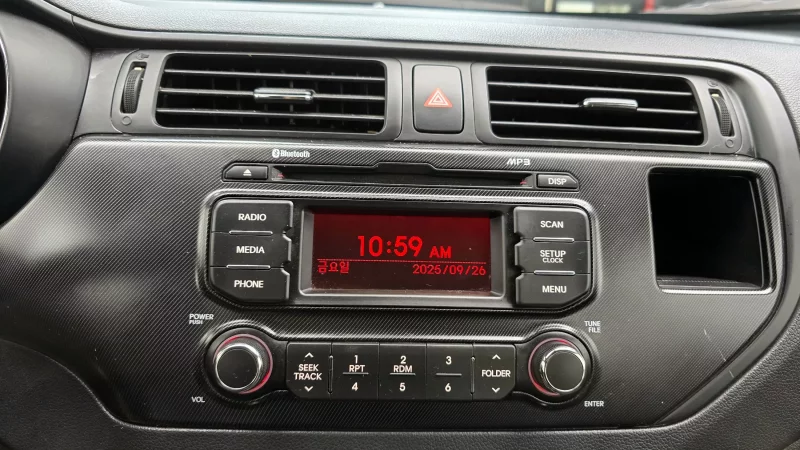 Bluetooth
MP3
DISP
RADIO
MEDIA
PHONE
10:59 AM
금요일 2025/09/26
SCAN
SETUP
CLOCK
MENU
POWER
PUSH
VOL
SEEK
TRACK
1 2 3
RPT RDM
4 5 6
FOLDER
TUNE
FILE
ENTER